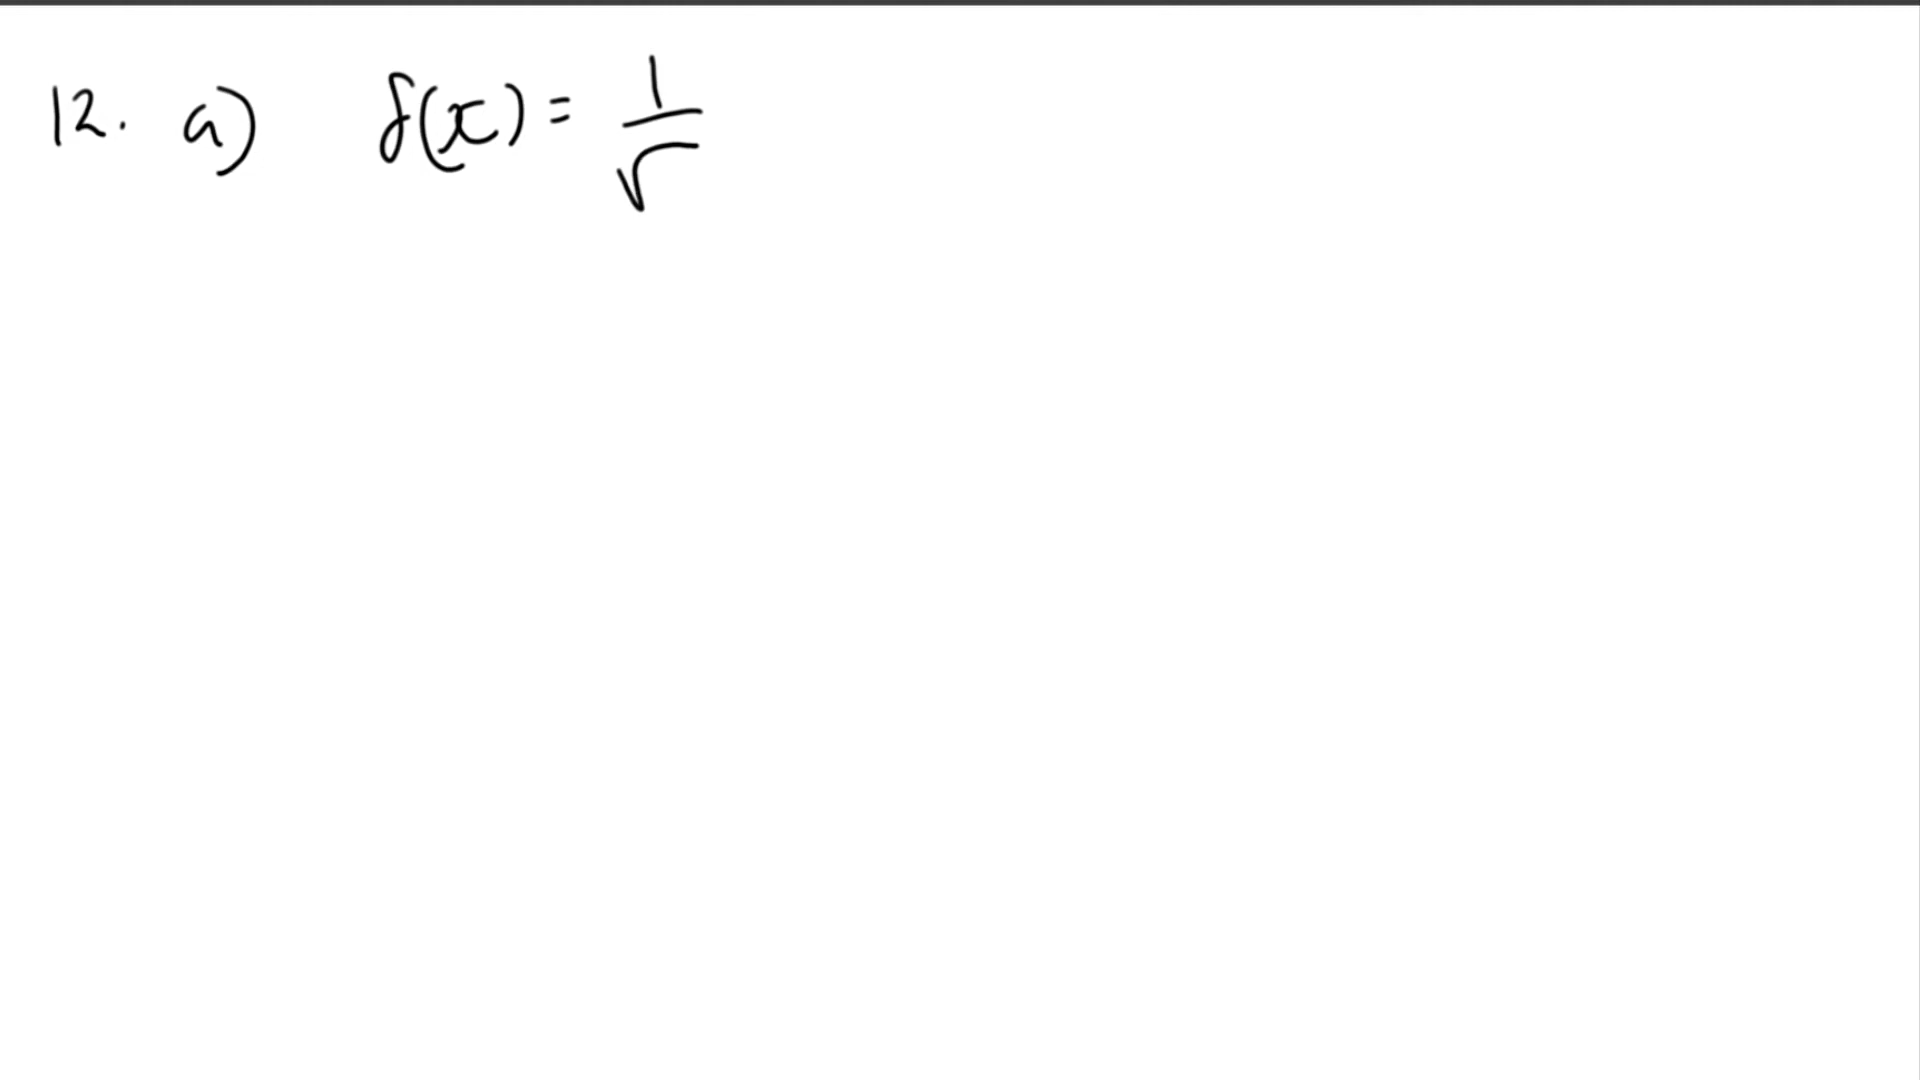 12. a) f(x) = 1/√